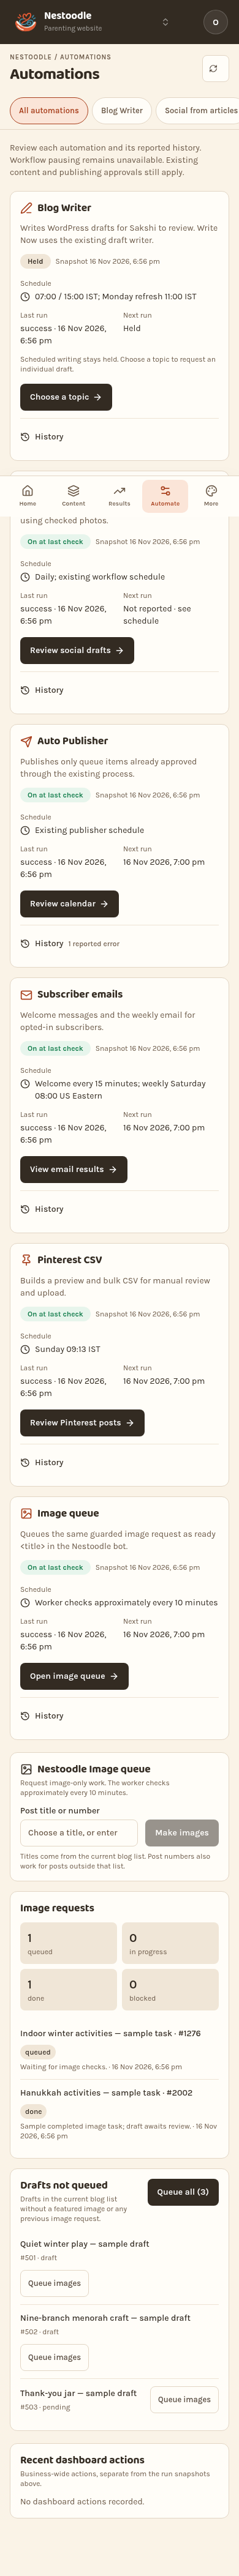 Nestoodle
Parenting website
O
NESTOODLE / AUTOMATIONS
Automations
All automations
Blog Writer
Social from articles
Review each automation and its reported history.
Workflow pausing remains unavailable. Existing
content and publishing approvals still apply.
Blog Writer
Writes WordPress drafts for Sakshi to review. Write
Now uses the existing draft writer.
Held
Snapshot 16 Nov 2026, 6:56 pm
Schedule
07:00 / 15:00 IST; Monday refresh 11:00 IST
Last run
Next run
success · 16 Nov 2026,
6:56 pm
Held
Scheduled writing stays held. Choose a topic to request an
individual draft.
Choose a topic
History
Home
Content
Results
Automate
More
using checked photos.
On at last check
Snapshot 16 Nov 2026, 6:56 pm
Schedule
Daily; existing workflow schedule
Last run
Next run
success · 16 Nov 2026,
6:56 pm
Not reported · see
schedule
Review social drafts
History
Auto Publisher
Publishes only queue items already approved
through the existing process.
On at last check
Snapshot 16 Nov 2026, 6:56 pm
Schedule
Existing publisher schedule
Last run
Next run
success · 16 Nov 2026,
6:56 pm
16 Nov 2026, 7:00 pm
Review calendar
History 1 reported error
Subscriber emails
Welcome messages and the weekly email for
opted-in subscribers.
On at last check
Snapshot 16 Nov 2026, 6:56 pm
Schedule
Welcome every 15 minutes; weekly Saturday
08:00 US Eastern
Last run
Next run
success · 16 Nov 2026,
6:56 pm
16 Nov 2026, 7:00 pm
View email results
History
Pinterest CSV
Builds a preview and bulk CSV for manual review
and upload.
On at last check
Snapshot 16 Nov 2026, 6:56 pm
Schedule
Sunday 09:13 IST
Last run
Next run
success · 16 Nov 2026,
6:56 pm
16 Nov 2026, 7:00 pm
Review Pinterest posts
History
Image queue
Queues the same guarded image request as ready
<title> in the Nestoodle bot.
On at last check
Snapshot 16 Nov 2026, 6:56 pm
Schedule
Worker checks approximately every 10 minutes
Last run
Next run
success · 16 Nov 2026,
6:56 pm
16 Nov 2026, 7:00 pm
Open image queue
History
Nestoodle Image queue
Request image-only work. The worker checks
approximately every 10 minutes.
Post title or number
Choose a title, or enter
Make images
Titles come from the current blog list. Post numbers also
work for posts outside that list.
Image requests
1
queued
0
in progress
1
done
0
blocked
Indoor winter activities — sample task · #1276
queued
Waiting for image checks. · 16 Nov 2026, 6:56 pm
Hanukkah activities — sample task · #2002
done
Sample completed image task; draft awaits review. · 16 Nov
2026, 6:56 pm
Drafts not queued
Drafts in the current blog list
without a featured image or any
previous image request.
Queue all (3)
Quiet winter play — sample draft
#501 · draft
Queue images
Nine-branch menorah craft — sample draft
#502 · draft
Queue images
Thank-you jar — sample draft
#503 · pending
Queue images
Recent dashboard actions
Business-wide actions, separate from the run snapshots
above.
No dashboard actions recorded.